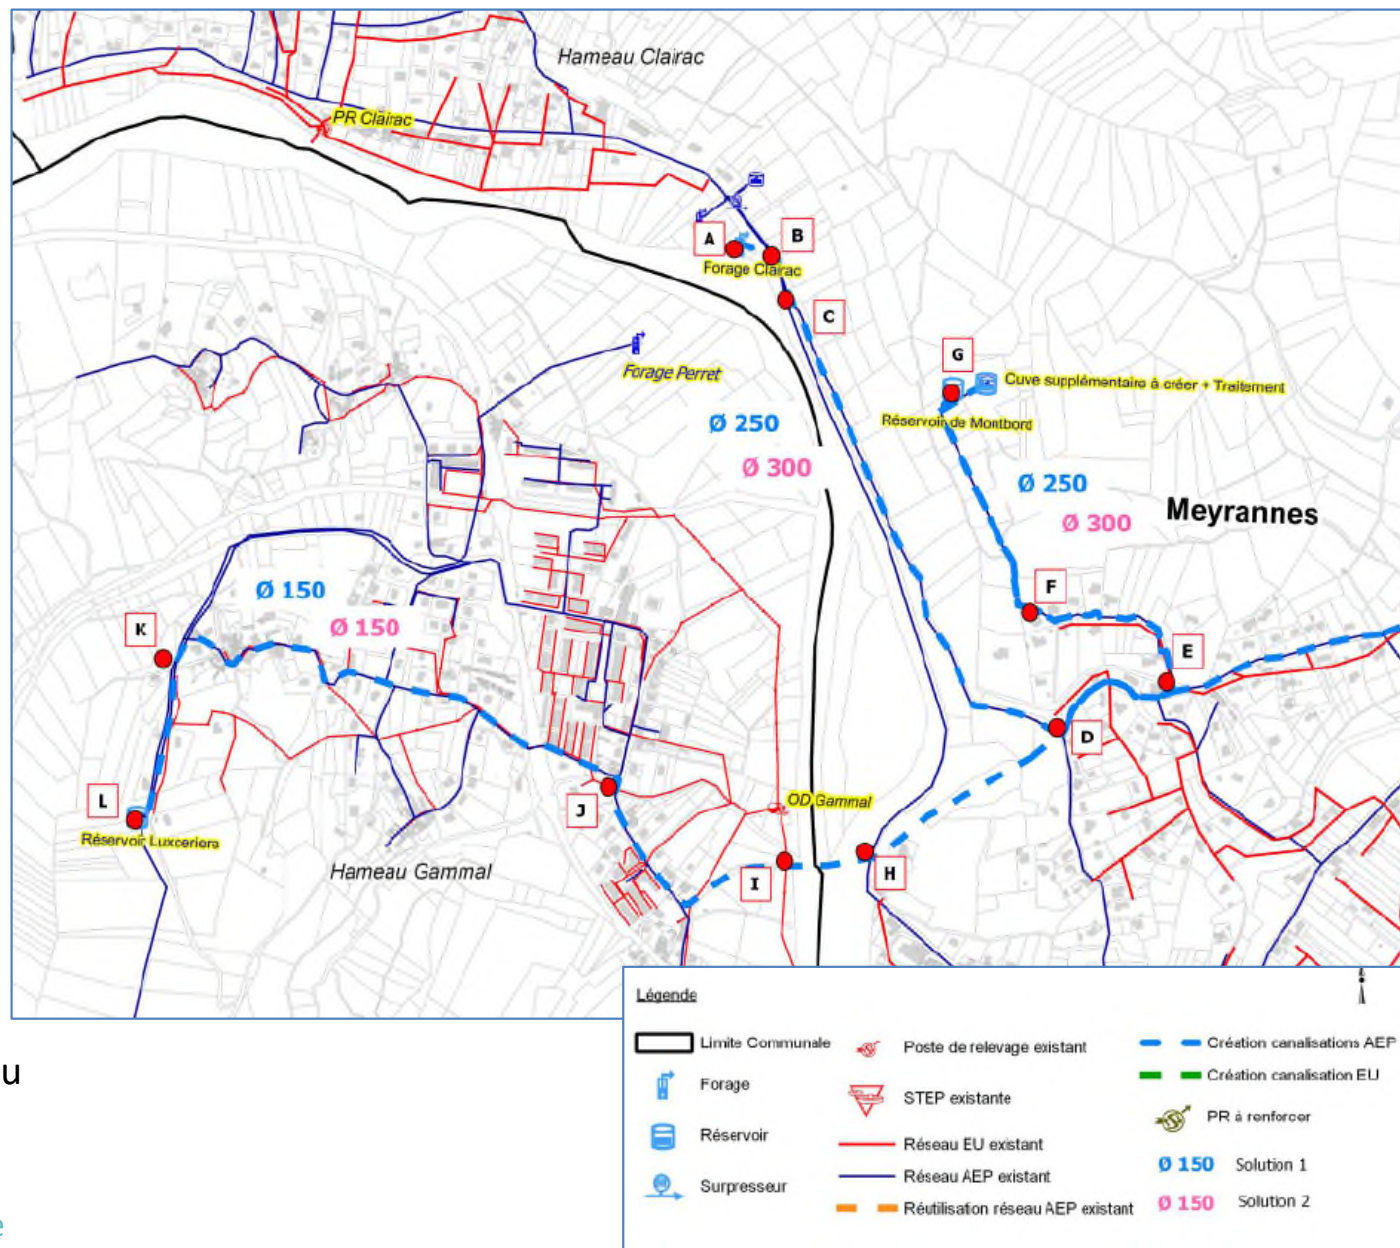 Hameau Clairac
PR Clairac
A
B
Forage Clairac
C
G
Cuve supplémentaire à créer + Traitement
Forage Perret
Réservoir de Montbord
Ø 250
Ø 300
Ø 250
Ø 300
Meyrannes
Ø 150
Ø 150
F
K
E
D
L
J
OD Gammal
Réservoir Luxceriers
Hameau Gammal
I
H
Légende
Limite Communale
Forage
Réservoir
Surpresseur
Poste de relevage existant
STEP existante
Réseau EU existant
Réseau AEP existant
Réutilisation réseau AEP existant
Création canalisations AEP
Création canalisation EU
PR à renforcer
Ø 150 Solution 1
Ø 150 Solution 2
u
e